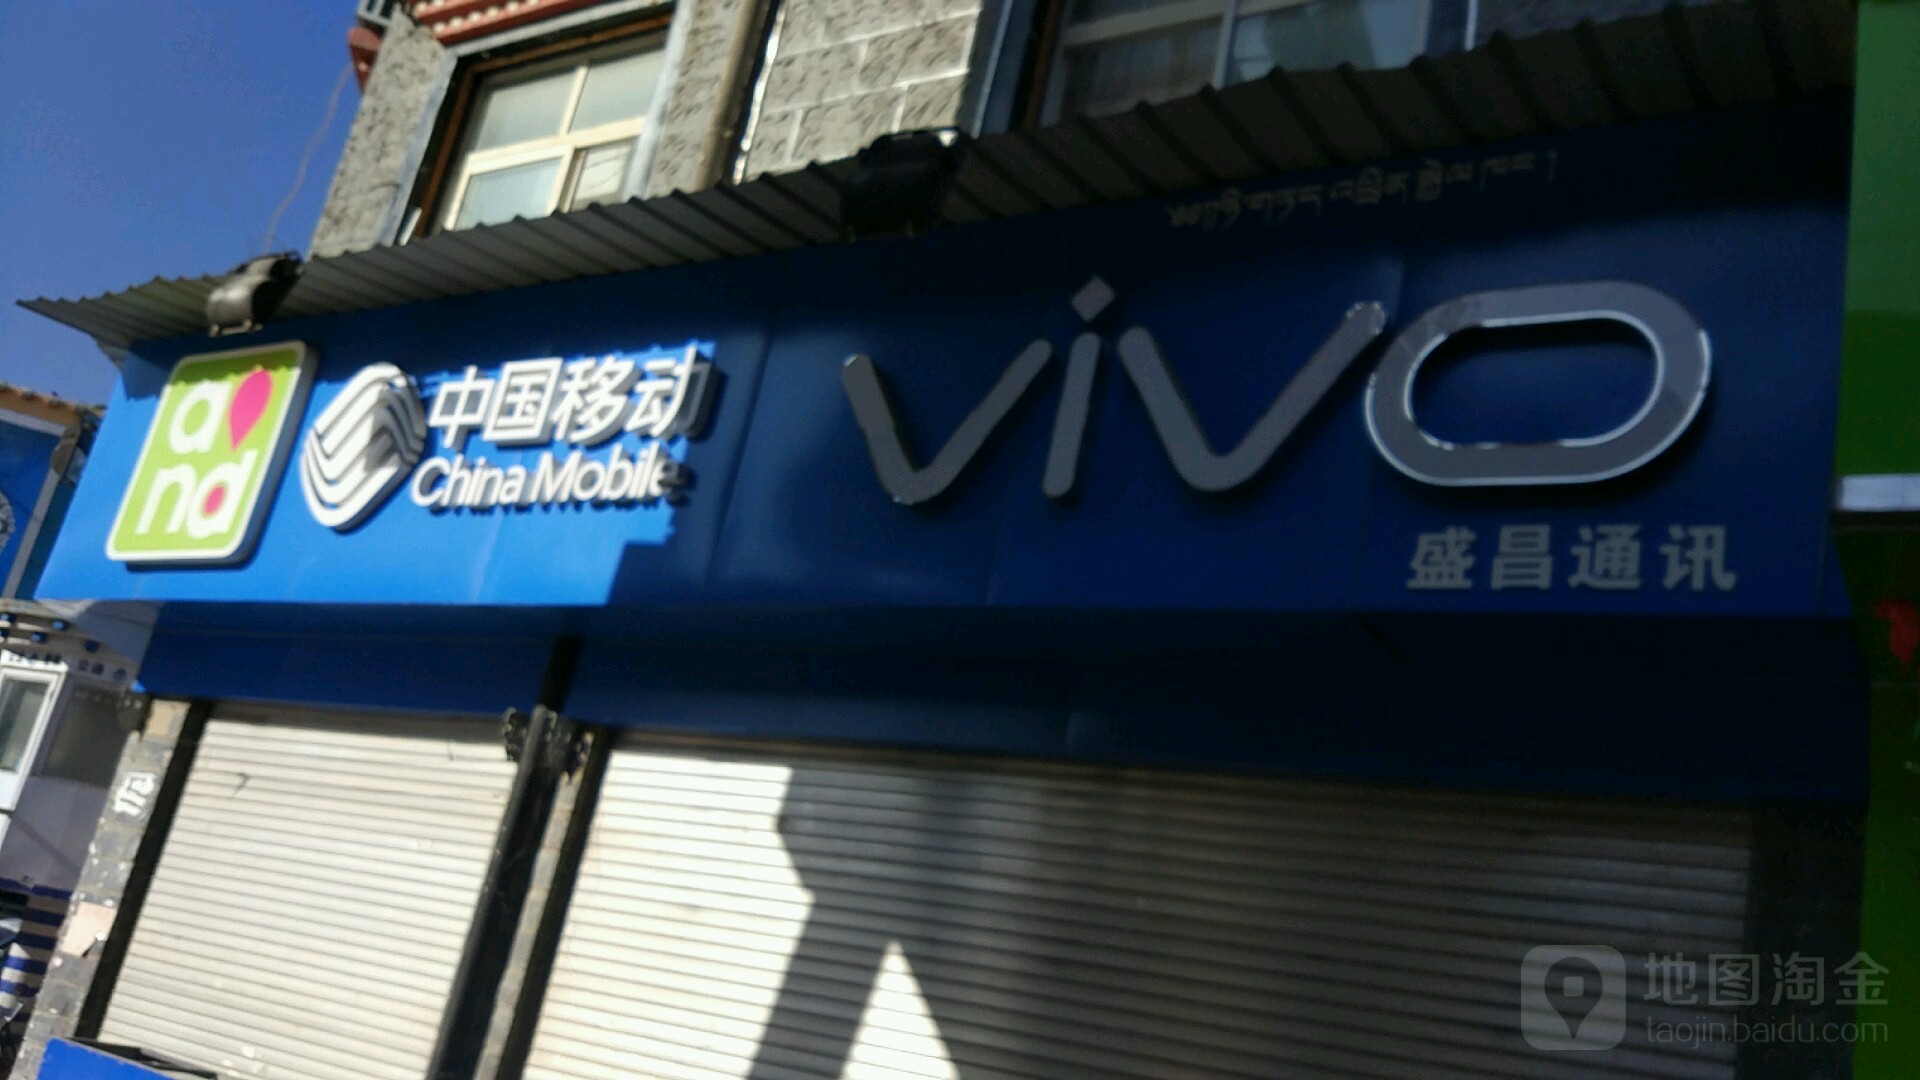 and
中国移动
China Mobile
vivo
盛昌通讯
地图淘金
taojin.baidu.com